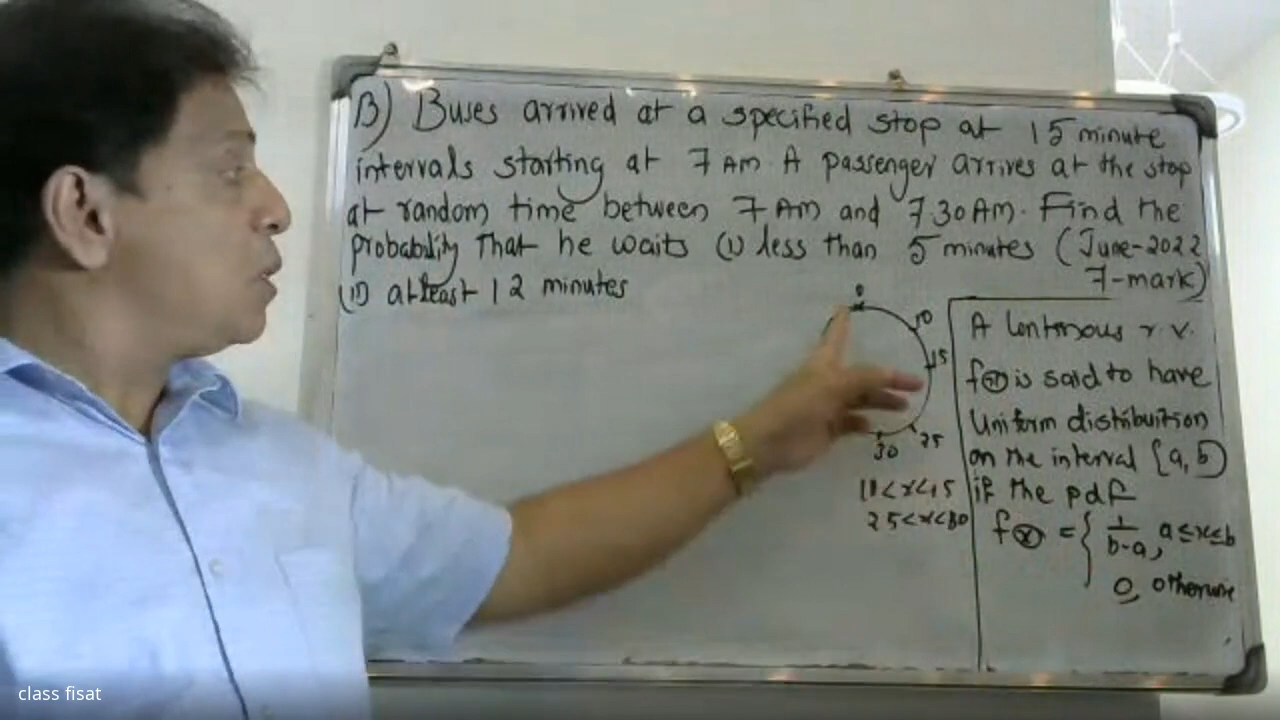 B) Buses arrived at a specified stop at 15 minute
intervals starting at 7 AM A passenger arrives at the stop
at random time between 7 AM and 7.30 AM. Find the
probability That he waits (i) less than 5 minutes (June-2022
7-mark)
(ii) atleast 12 minutes
0
10
15
25
30
10<x<15
25<x<30
A Contnous r.v.
f(x) is said to have
Uniform distribuition
on the interval [a, b]
if the pdf
f(x) = { 1/b-a, a≤x≤b
0, otherwise
class fisat